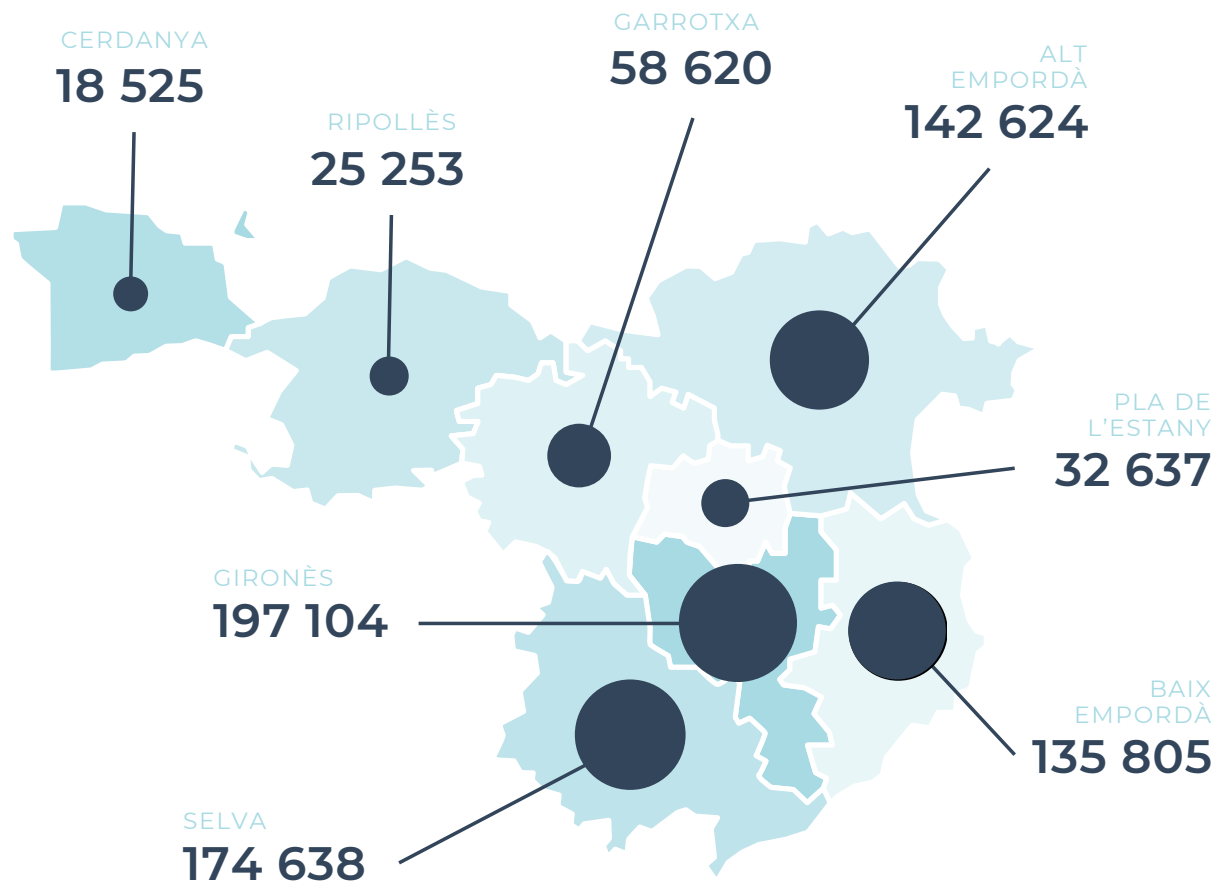 CERDANYA
18 525
RIPOLLÈS
25 253
GARROTXA
58 620
ALT
EMPORDÀ
142 624
PLA DE
L'ESTANY
32 637
GIRONÈS
197 104
BAIX
EMPORDÀ
135 805
SELVA
174 638